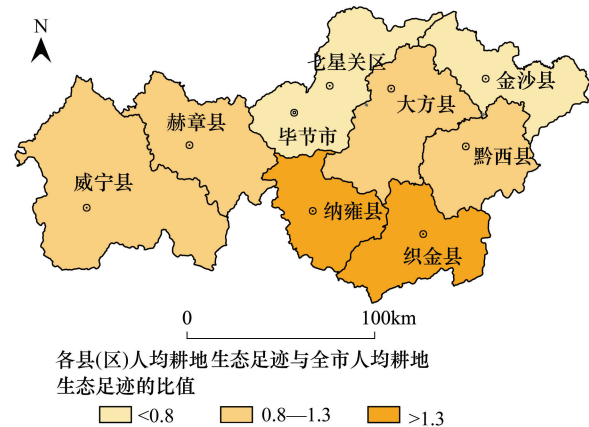 N
七星关区
金沙县
大方县
毕节市
赫章县
黔西县
威宁县
纳雍县
织金县
0 100km
各县(区)人均耕地生态足迹与全市人均耕地
生态足迹的比值
<0.8 0.8—1.3 >1.3